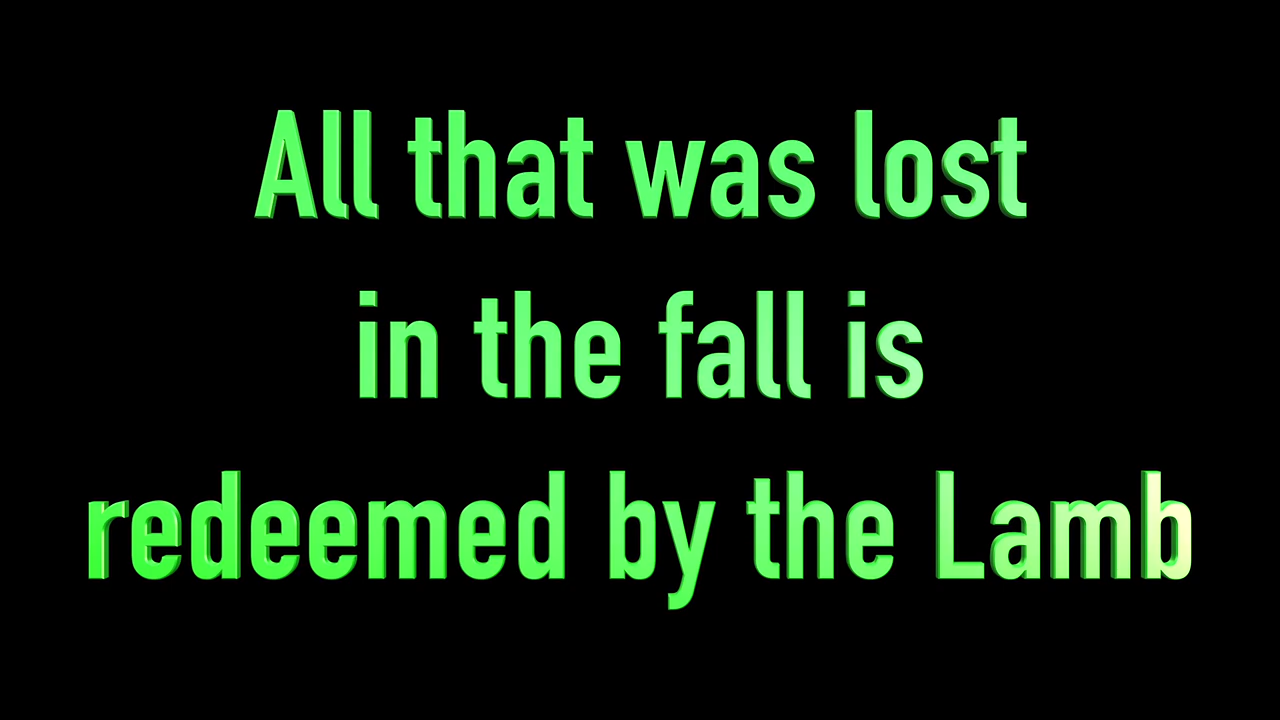 All that was lost
in the fall is
redeemed by the Lamb